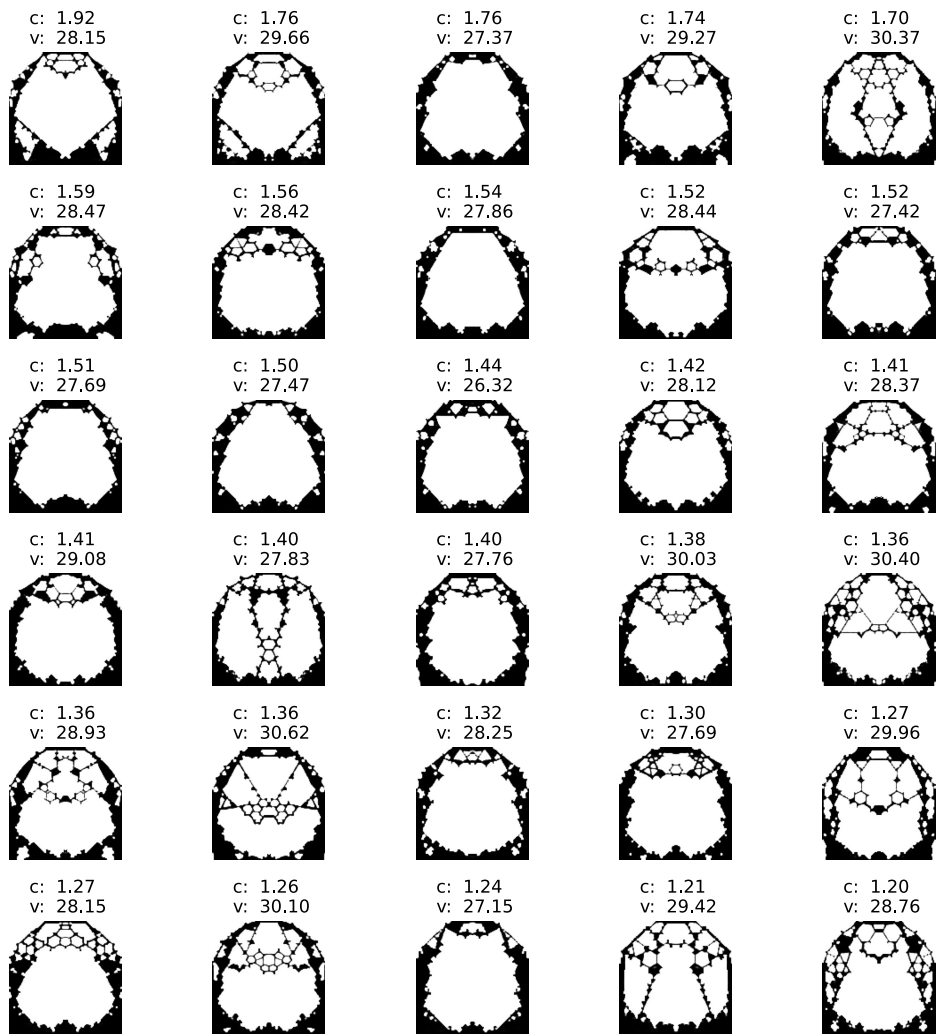 c: 1.92
v: 28.15
c: 1.76
v: 29.66
c: 1.76
v: 27.37
c: 1.74
v: 29.27
c: 1.70
v: 30.37
c: 1.59
v: 28.47
c: 1.56
v: 28.42
c: 1.54
v: 27.86
c: 1.52
v: 28.44
c: 1.52
v: 27.42
c: 1.51
v: 27.69
c: 1.50
v: 27.47
c: 1.44
v: 26.32
c: 1.42
v: 28.12
c: 1.41
v: 28.37
c: 1.41
v: 29.08
c: 1.40
v: 27.83
c: 1.40
v: 27.76
c: 1.38
v: 30.03
c: 1.36
v: 30.40
c: 1.36
v: 28.93
c: 1.36
v: 30.62
c: 1.32
v: 28.25
c: 1.30
v: 27.69
c: 1.27
v: 29.96
c: 1.27
v: 28.15
c: 1.26
v: 30.10
c: 1.24
v: 27.15
c: 1.21
v: 29.42
c: 1.20
v: 28.76